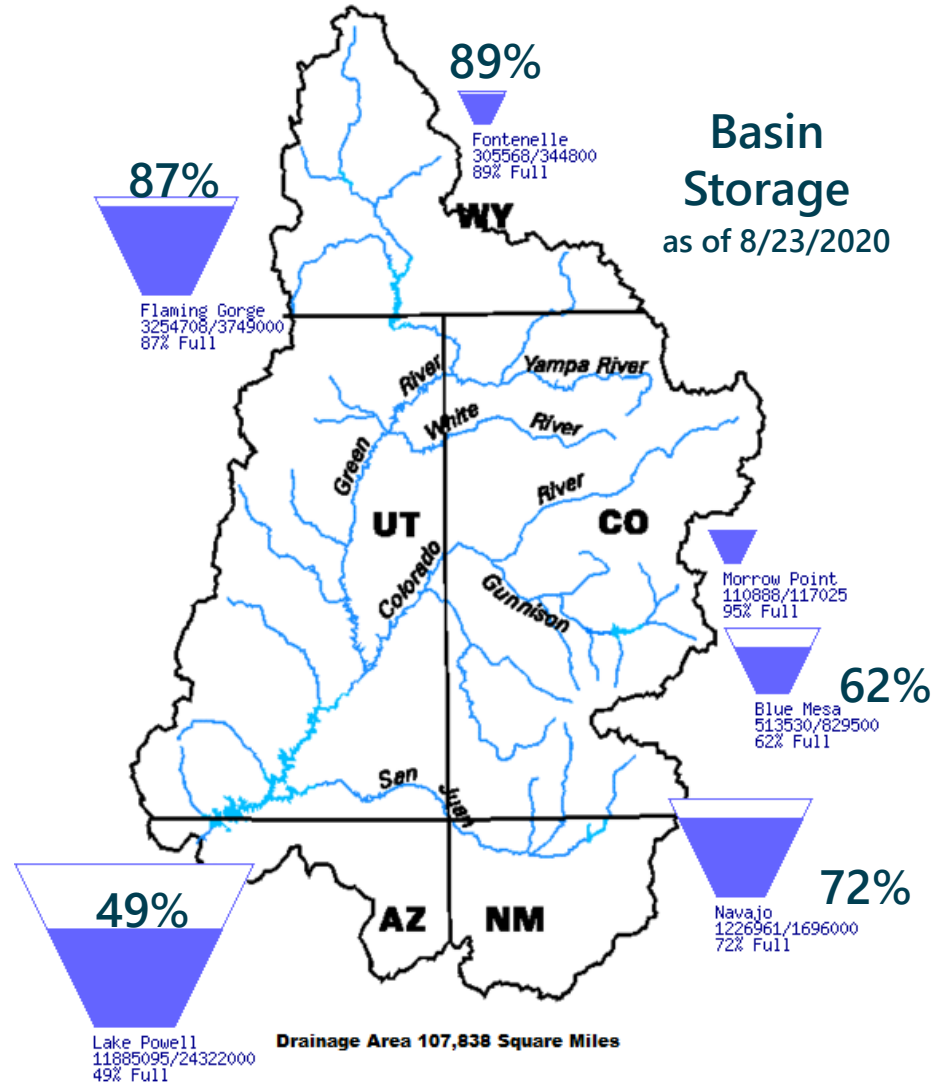 89%
Fontenelle
305568/344800
89% Full
Basin
Storage
as of 8/23/2020
87%
Flaming Gorge
3254708/3749000
87% Full
WY
Yampa River
River
White
River
Green
River
UT
CO
Colorado
Gunnison
Morrow Point
110888/117025
95% Full
62%
Blue Mesa
513530/829500
62% Full
San
Juan
72%
Navajo
1226961/1696000
72% Full
49%
AZ
NM
Lake Powell
11885095/24322000
49% Full
Drainage Area 107,838 Square Miles